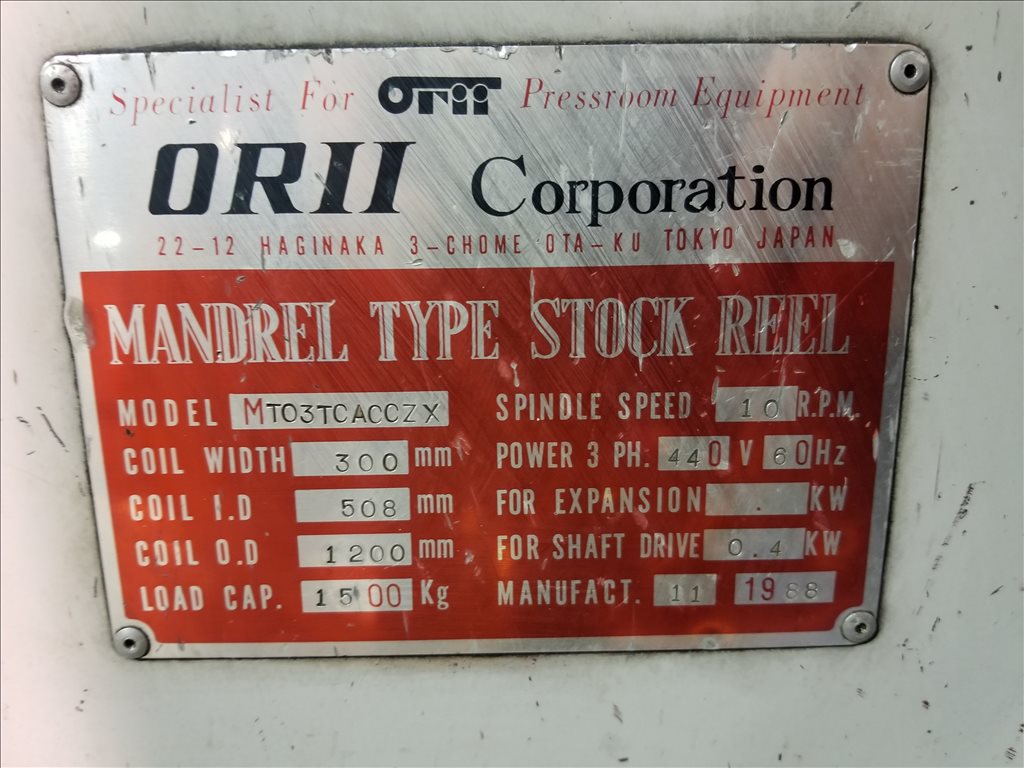 Specialist For Orii Pressroom Equipment
ORII Corporation
22-12 HAGINAKA 3-CHOME OTA-KU TOKYO JAPAN
MANDREL TYPE STOCK REEL
MODEL MTO3TCACCZX
SPINDLE SPEED. 10 R.P.M.
COIL WIDTH 300 mm
POWER 3 PH. 440 V 60 Hz
COIL I.D 508 mm
FOR EXPANSION . KW
COIL O.D 1200 mm
FOR SHAFT DRIVE 0.4 KW
LOAD CAP. 1500 Kg
MANUFACT. 11 1988